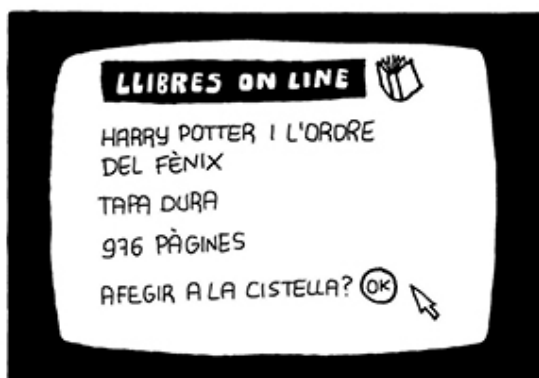 LLIBRES ON LINE
HARRY POTTER I L'ORDRE
DEL FÈNIX
TAPA DURA
976 PÀGINES
AFEGIR A LA CISTELLA? OK